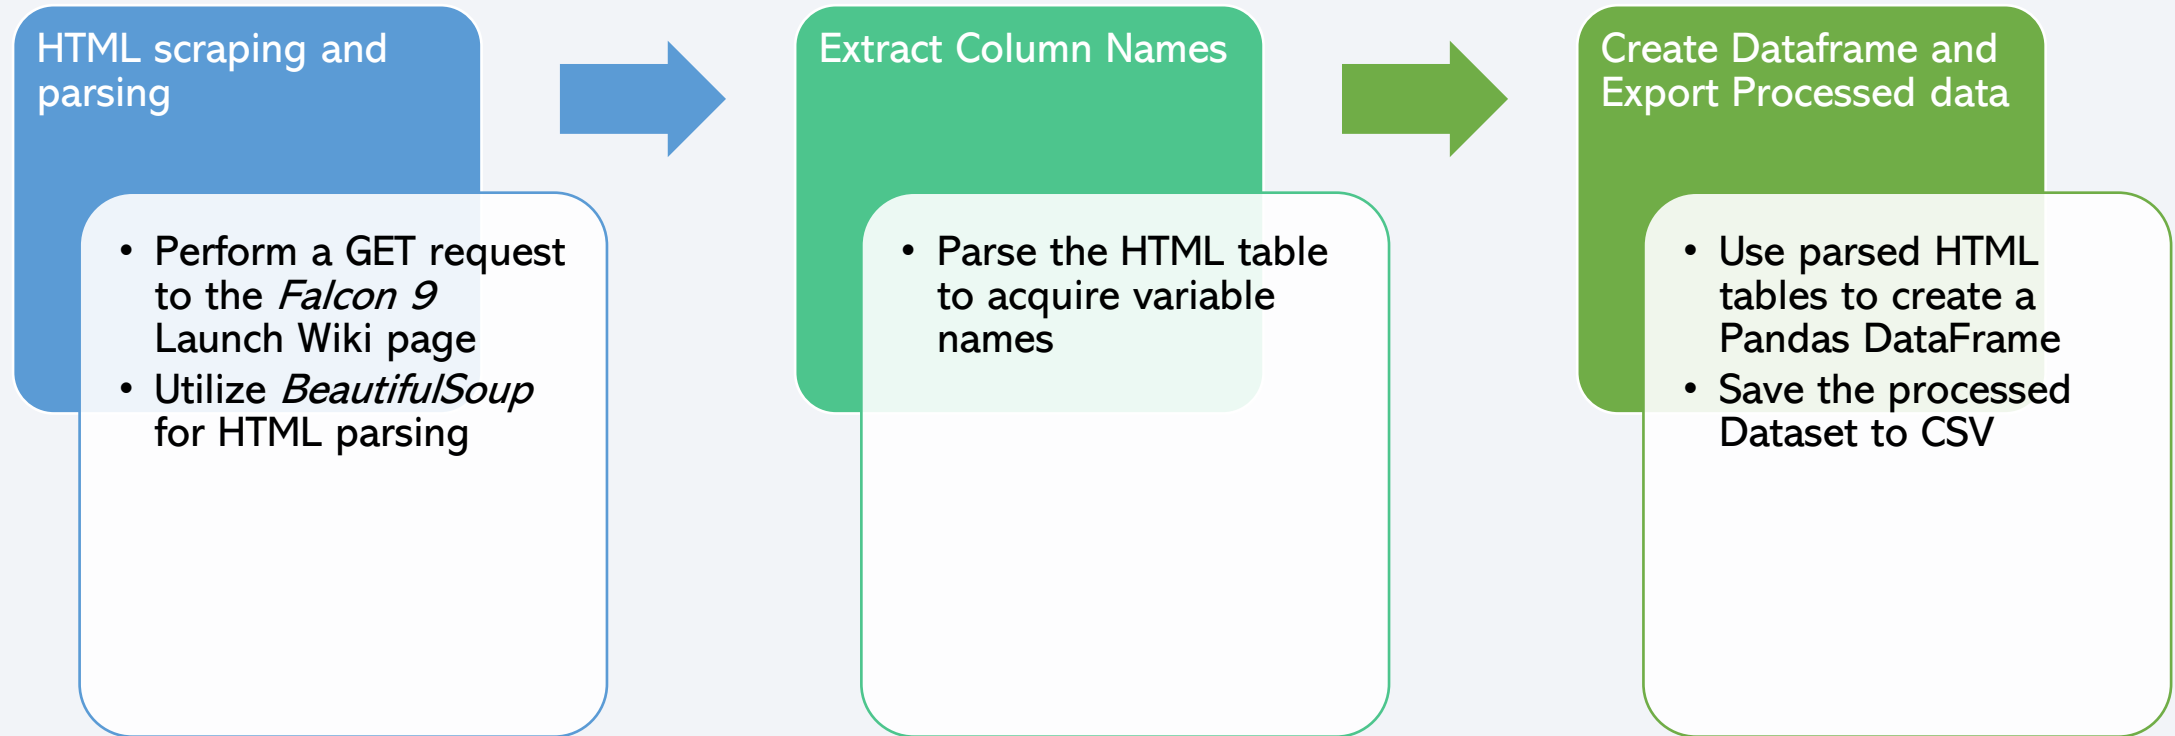 HTML scraping and
parsing
• Perform a GET request
to the Falcon 9
Launch Wiki page
• Utilize BeautifulSoup
for HTML parsing
Extract Column Names
• Parse the HTML table
to acquire variable
names
Create Dataframe and
Export Processed data
• Use parsed HTML
tables to create a
Pandas DataFrame
• Save the processed
Dataset to CSV